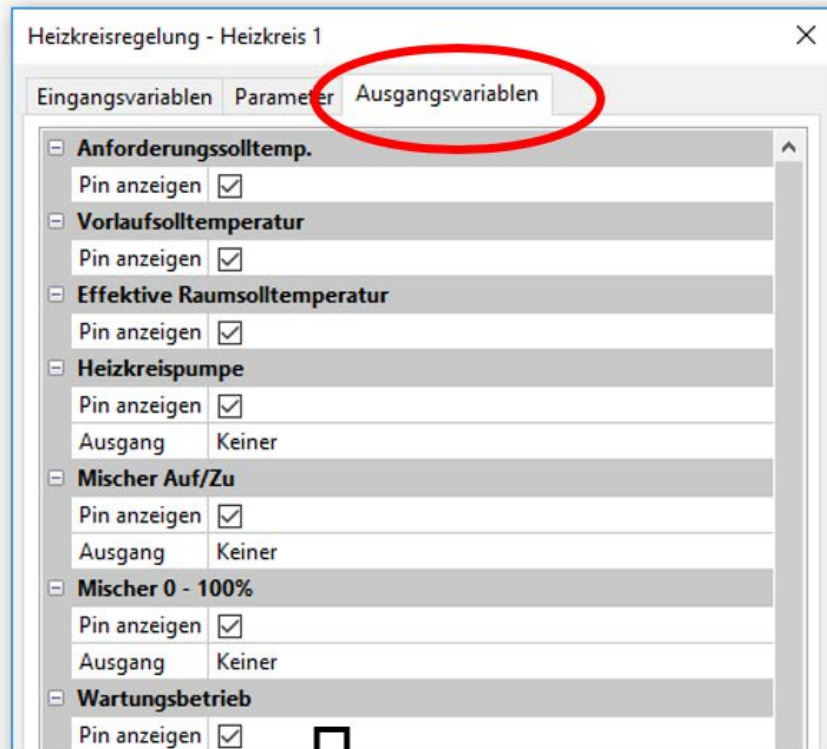 Heizkreisregelung - Heizkreis 1
Eingangsvariablen Parameter Ausgangsvariablen
Anforderungssolltemp.
Pin anzeigen
Vorlaufsolltemperatur
Pin anzeigen
Effektive Raumsolltemperatur
Pin anzeigen
Heizkreispumpe
Pin anzeigen
Ausgang Keiner
Mischer Auf/Zu
Pin anzeigen
Ausgang Keiner
Mischer 0 - 100%
Pin anzeigen
Ausgang Keiner
Wartungsbetrieb
Pin anzeigen